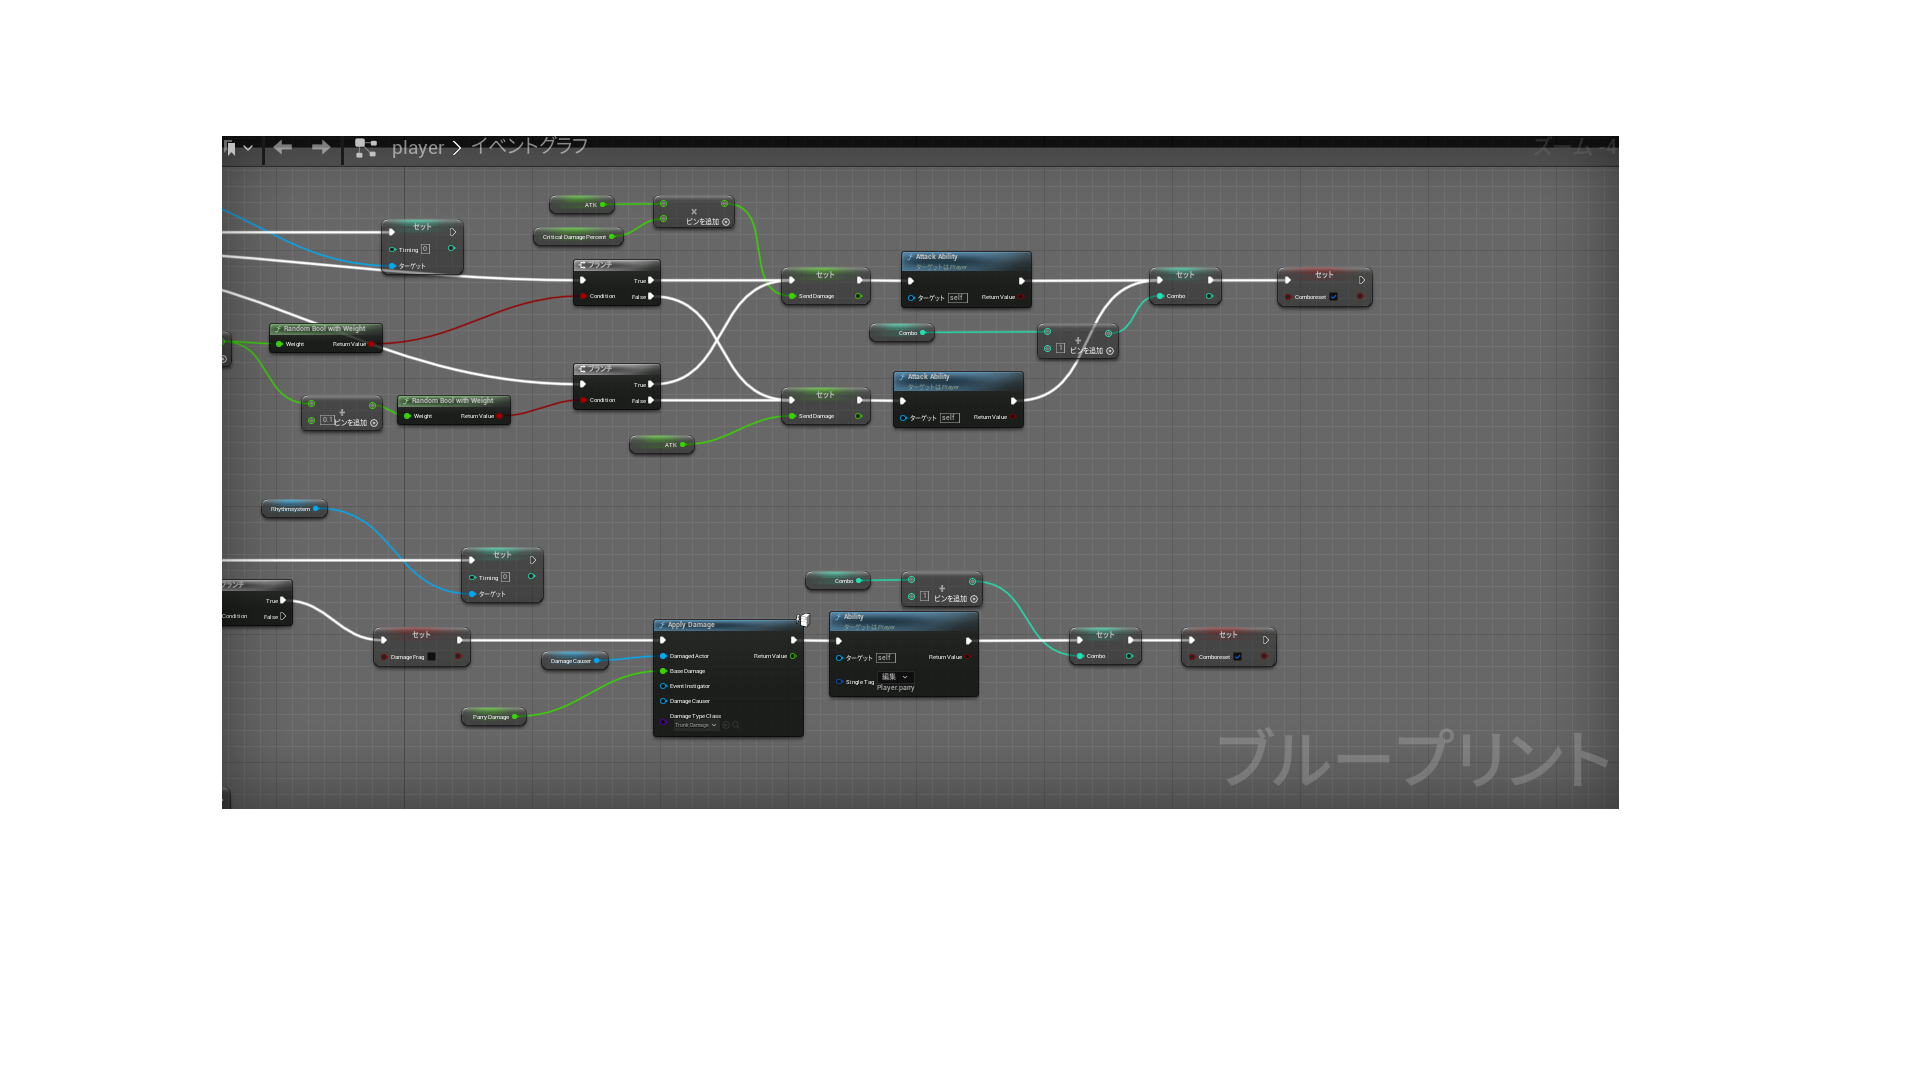 player > イベントグラフ
ズーム -4
ATK
×
ピンを追加
Critical Damage Percent
セット
Timing 0
ターゲット
ブランチ
True
Condition
False
セット
Send Damage
Attack Ability
ターゲットは Player
ターゲット self
Return Value
セット
Combo
セット
Comboreset
Random Bool with Weight
Weight
Return Value
Combo
+
1
ピンを追加
ブランチ
True
Condition
False
セット
Send Damage
Attack Ability
ターゲットは Player
ターゲット self
Return Value
+
0.1
ピンを追加
Random Bool with Weight
Weight
Return Value
ATK
Rhythmsystem
セット
Timing 0
ターゲット
ランチ
True
Condition
False
セット
Damage Frag
Damage Causer
Parry Damage
Apply Damage
Damaged Actor
Return Value
Base Damage
Event Instigator
Damage Causer
Damage Type Class
Combo
+
1
ピンを追加
Ability
ターゲットは Player
ターゲット self
Return Value
Single Tag
編集
Player.parry
セット
Combo
セット
Comboreset
ブループリント